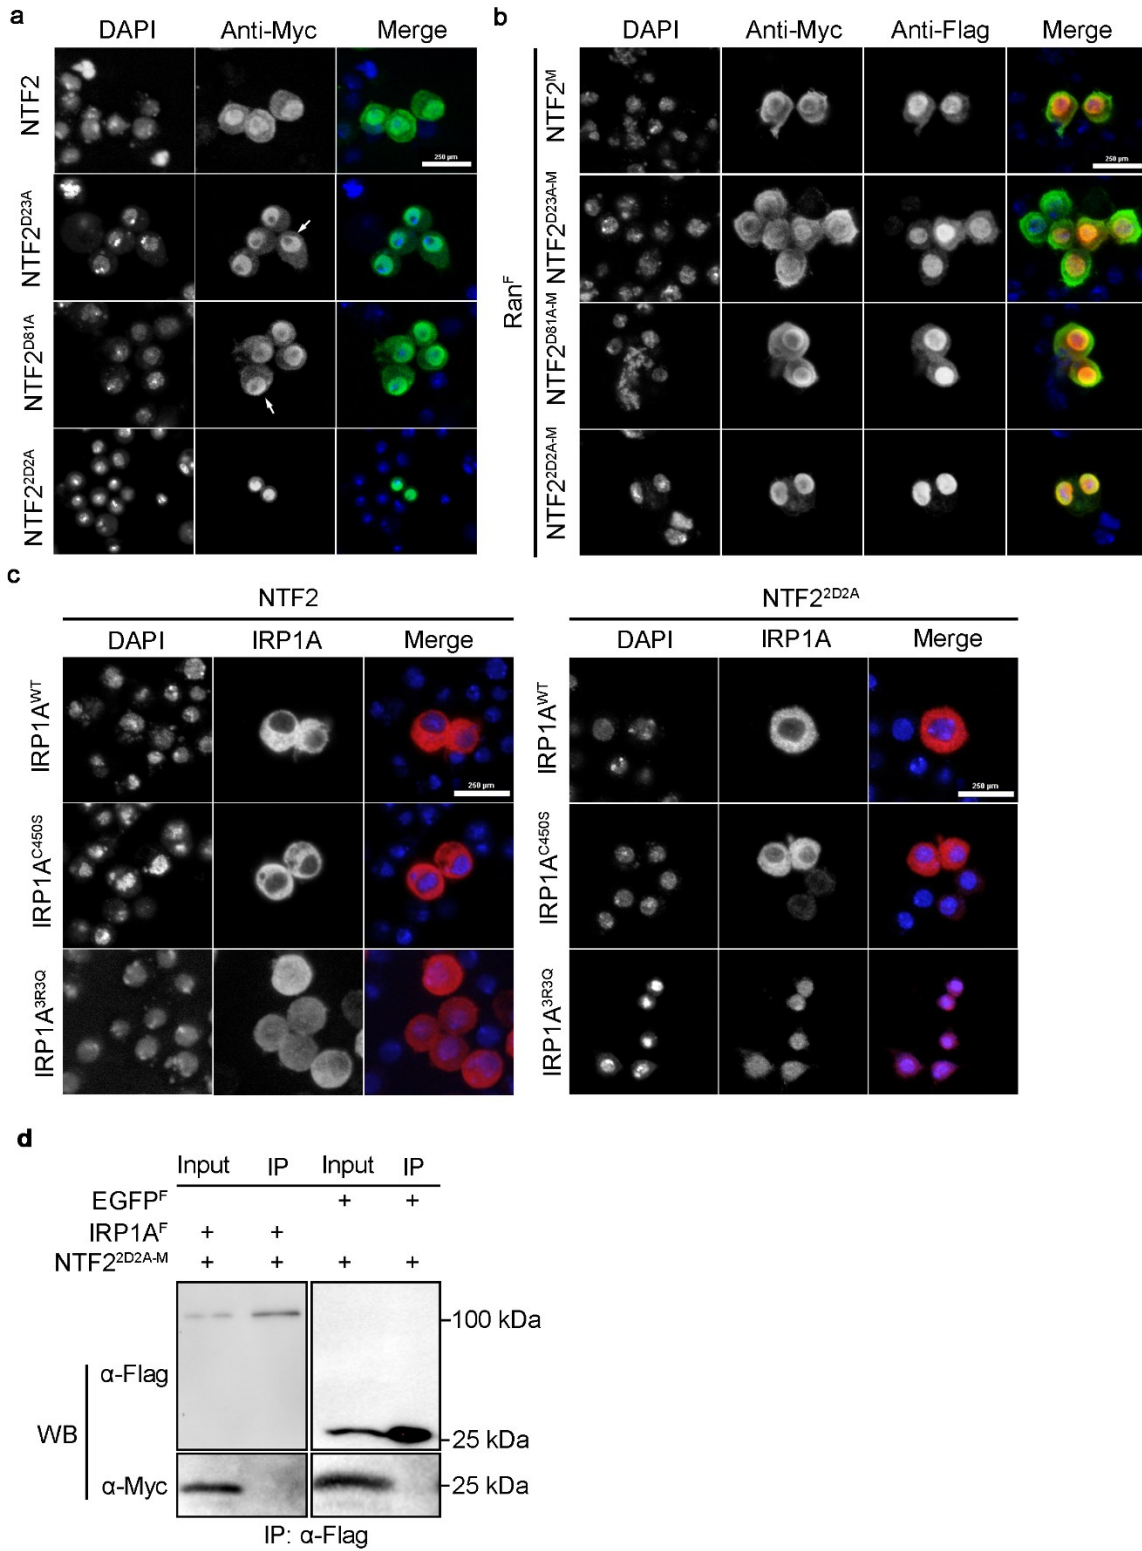 a
DAPI Anti-Myc Merge
NTF2
250 µm
NTF2D23A
NTF2D81A
NTF22D2A
b
DAPI Anti-Myc Anti-Flag Merge
RanF
NTF2M
250 µm
NTF2D23A-M
NTF2D81A-M
NTF22D2A-M
c
NTF2
DAPI IRP1A Merge
IRP1AWT
250 µm
IRP1AC450S
IRP1A3R3Q
NTF22D2A
DAPI IRP1A Merge
IRP1AWT
250 µm
IRP1AC450S
IRP1A3R3Q
d
Input IP Input IP
EGFPF + +
IRP1AF + +
NTF22D2A-M + + + +
100 kDa
α-Flag
WB
25 kDa
α-Myc 25 kDa
IP: α-Flag